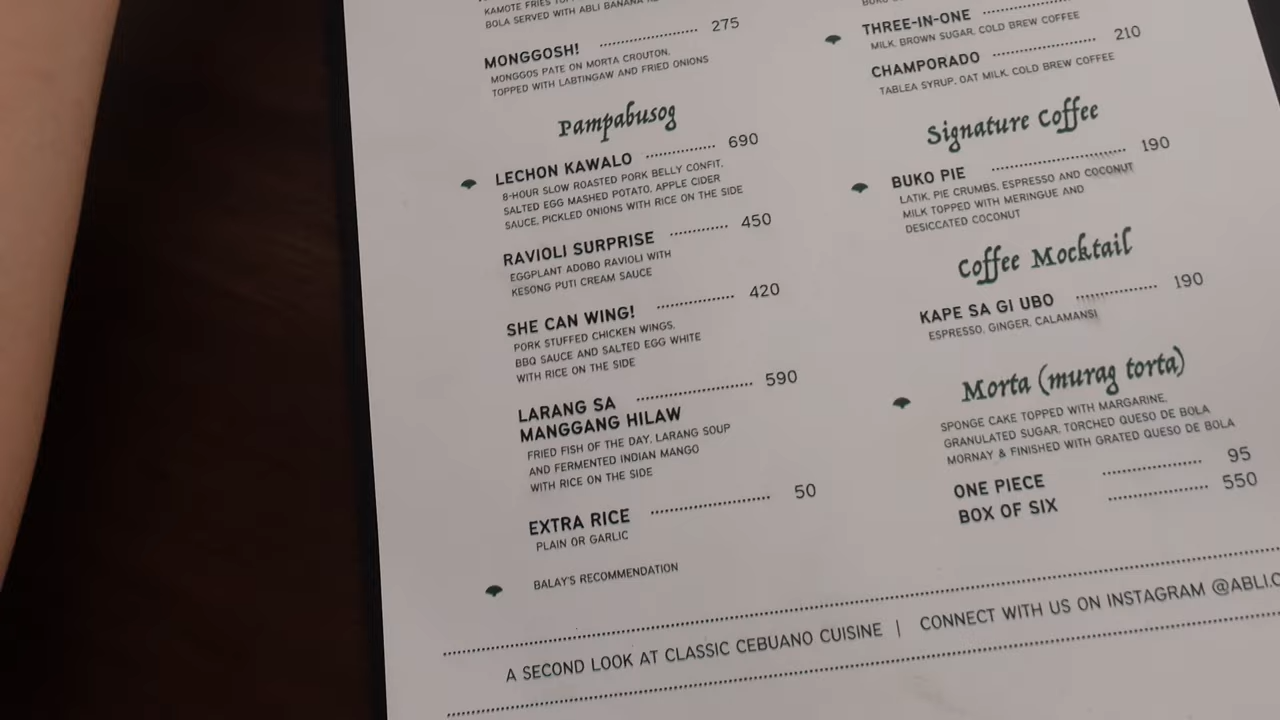 KAMOTE FRIES
BOLA SERVED WITH ABLI BANANA
MONGGOSH! 275
MONGGOS PATE ON MORTA CROUTON,
TOPPED WITH LABTINGAW AND FRIED ONIONS
Pampabusog
LECHON KAWALO 690
8-HOUR SLOW ROASTED PORK BELLY CONFIT,
SALTED EGG MASHED POTATO, APPLE CIDER
SAUCE, PICKLED ONIONS WITH RICE ON THE SIDE
RAVIOLI SURPRISE 450
EGGPLANT ADOBO RAVIOLI WITH
KESONG PUTI CREAM SAUCE
SHE CAN WING! 420
PORK STUFFED CHICKEN WINGS,
BBQ SAUCE AND SALTED EGG WHITE
WITH RICE ON THE SIDE
LARANG SA 590
MANGGANG HILAW
FRIED FISH OF THE DAY, LARANG SOUP
AND FERMENTED INDIAN MANGO
WITH RICE ON THE SIDE
EXTRA RICE 50
PLAIN OR GARLIC
BALAY'S RECOMMENDATION
THREE-IN-ONE
MILK, BROWN SUGAR, COLD BREW COFFEE
CHAMPORADO 210
TABLEA SYRUP, OAT MILK, COLD BREW COFFEE
Signature Coffee
BUKO PIE 190
LATIK, PIE CRUMBS, ESPRESSO AND COCONUT
MILK TOPPED WITH MERINGUE AND
DESICCATED COCONUT
Coffee Mocktail
KAPE SA GI UBO 190
ESPRESSO, GINGER, CALAMANSI
Morta (murag torta)
SPONGE CAKE TOPPED WITH MARGARINE,
GRANULATED SUGAR, TORCHED QUESO DE BOLA
MORNAY & FINISHED WITH GRATED QUESO DE BOLA
ONE PIECE 95
BOX OF SIX 550
A SECOND LOOK AT CLASSIC CEBUANO CUISINE | CONNECT WITH US ON INSTAGRAM @ABLI.